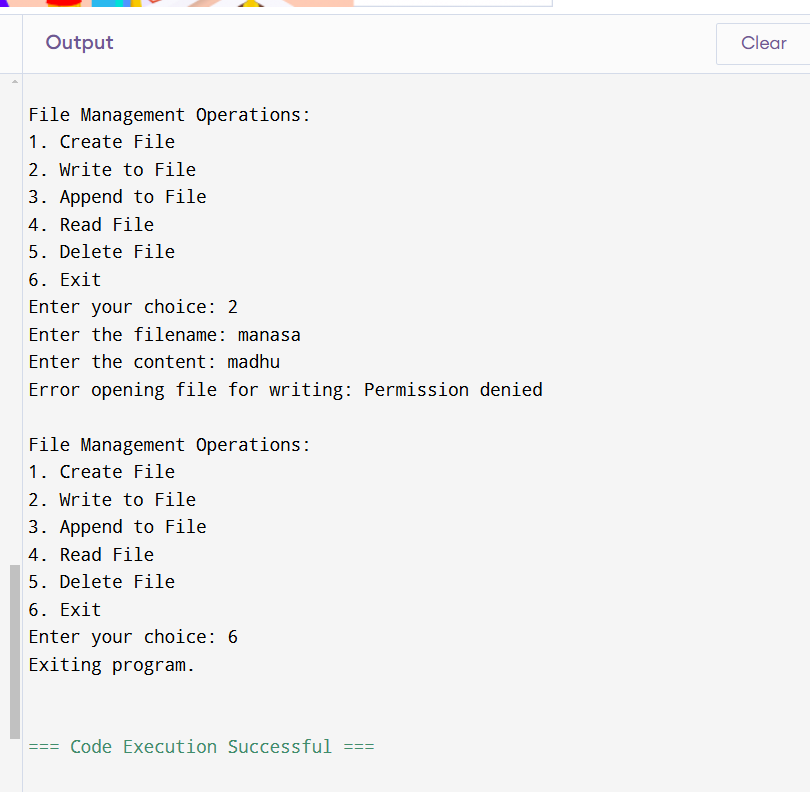 Output
Clear
File Management Operations:
1. Create File
2. Write to File
3. Append to File
4. Read File
5. Delete File
6. Exit
Enter your choice: 2
Enter the filename: manasa
Enter the content: madhu
Error opening file for writing: Permission denied
File Management Operations:
1. Create File
2. Write to File
3. Append to File
4. Read File
5. Delete File
6. Exit
Enter your choice: 6
Exiting program.
=== Code Execution Successful ===